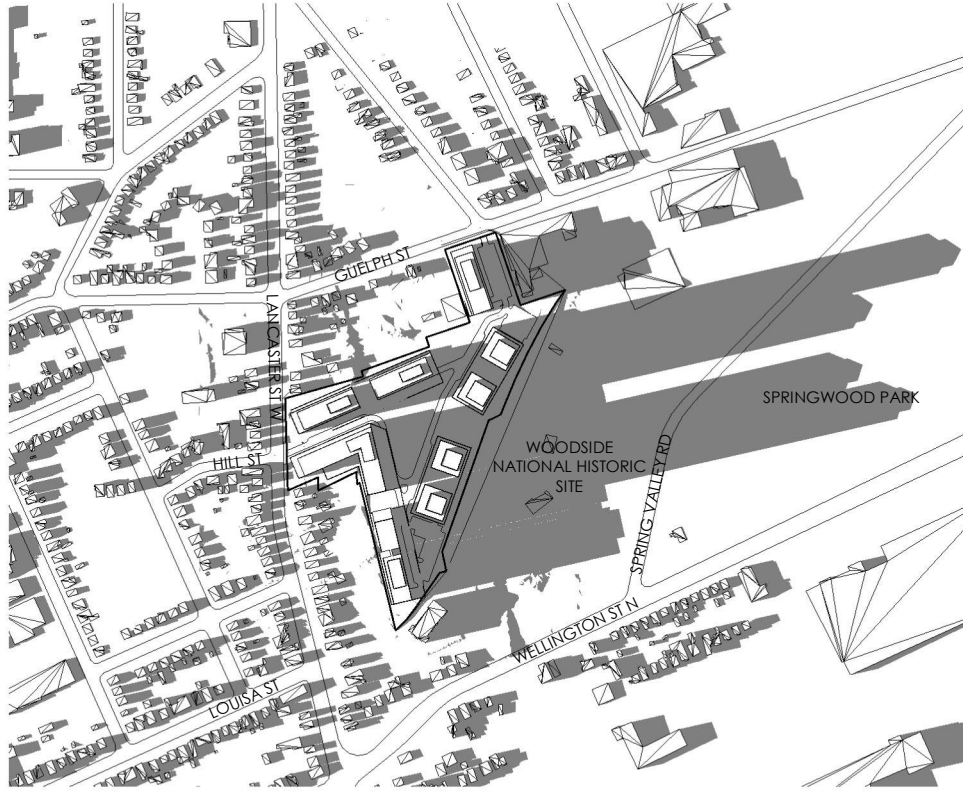 GUELPH ST
LANCASTER ST W
SPRINGWOOD PARK
WOODSIDE
NATIONAL HISTORIC
SITE
HILL ST
SPRING VALLEY RD
WELLINGTON ST N
LOUISA ST